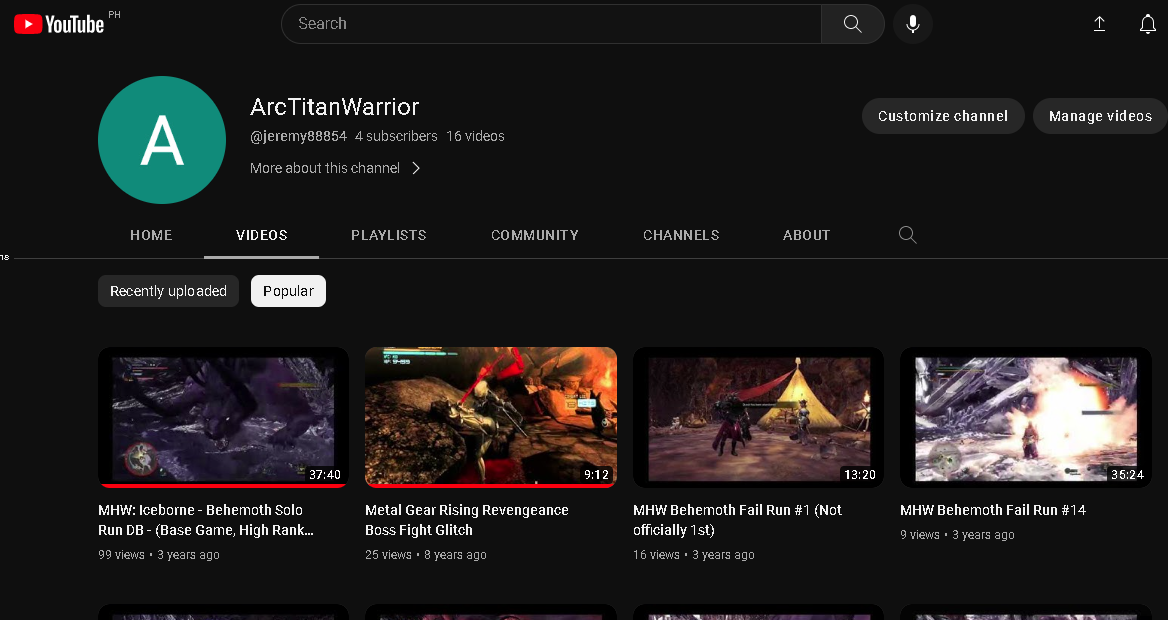 YouTube PH
Search
ArcTitanWarrior
@jeremy88854 4 subscribers 16 videos
More about this channel
Customize channel
Manage videos
A
HOME
VIDEOS
PLAYLISTS
COMMUNITY
CHANNELS
ABOUT
ns
Recently uploaded
Popular
37:40
9:12
13:20
35:24
MHW: Iceborne - Behemoth Solo
Run DB - (Base Game, High Rank...
99 views • 3 years ago
Metal Gear Rising Revengeance
Boss Fight Glitch
25 views • 8 years ago
MHW Behemoth Fail Run #1 (Not
officially 1st)
16 views • 3 years ago
MHW Behemoth Fail Run #14
9 views • 3 years ago